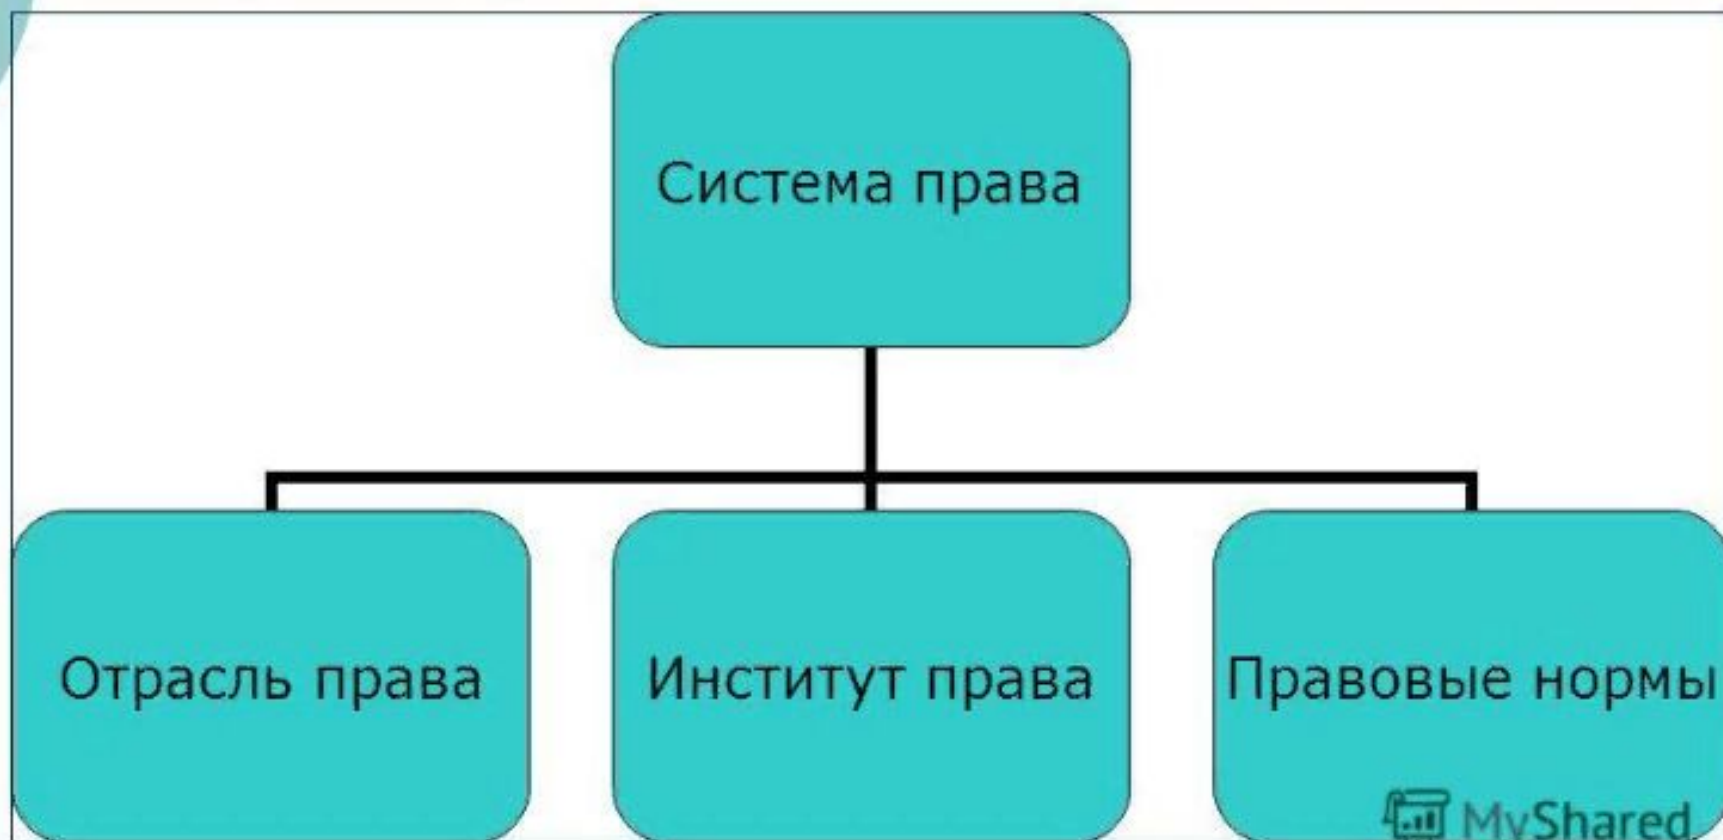 Система права
Отрасль права
Институт права
Правовые нормы
MyShared